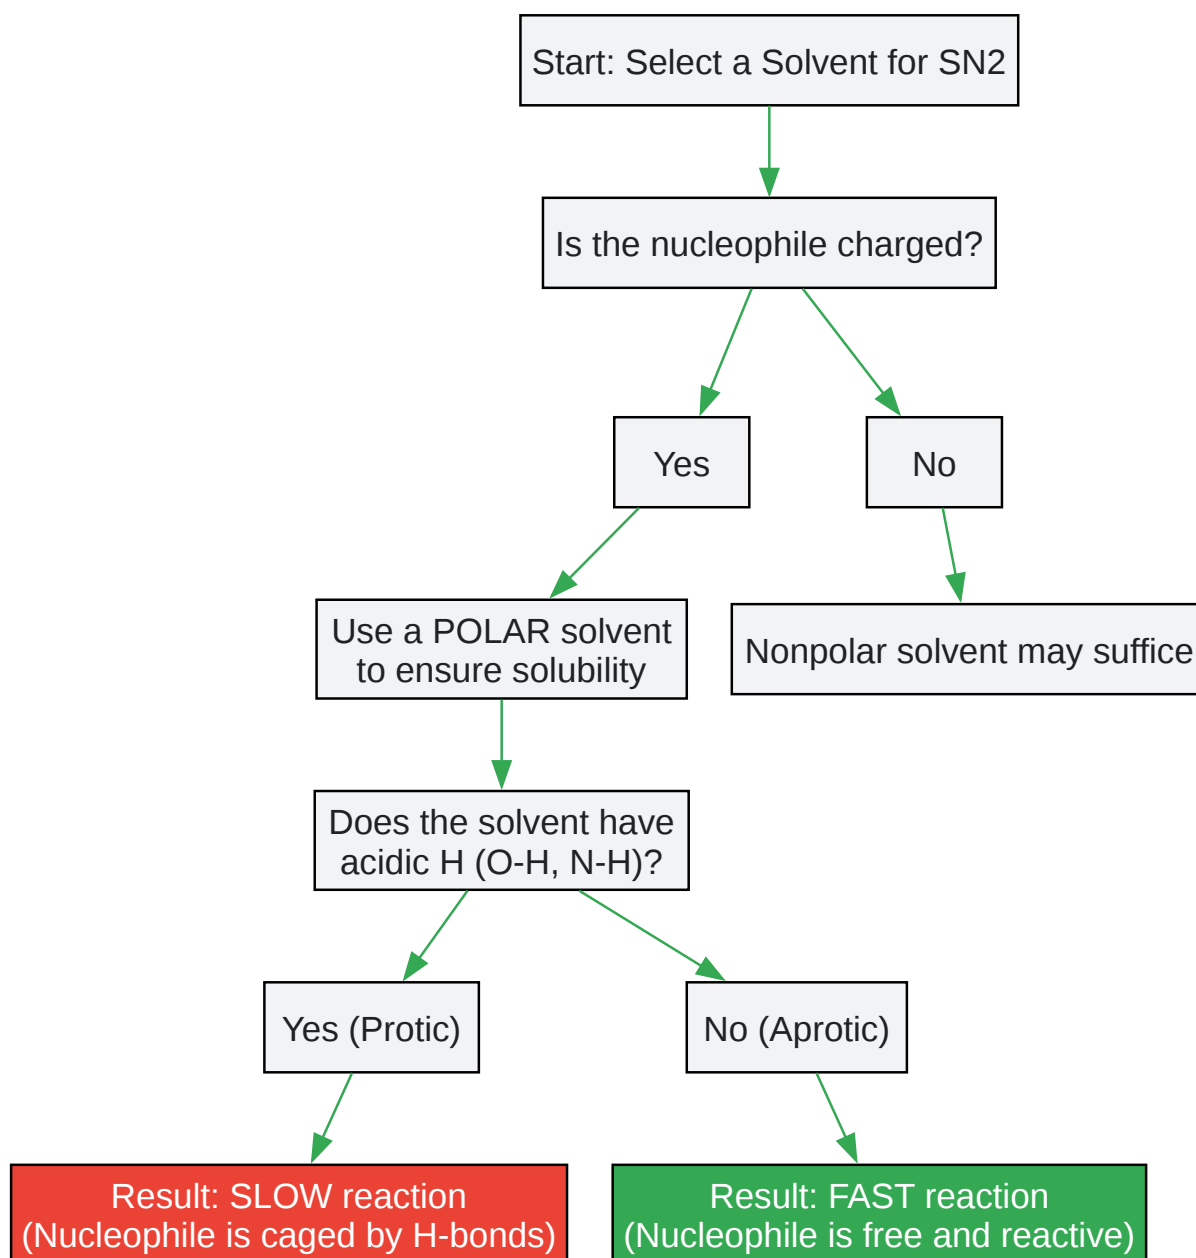 Start: Select a Solvent for SN2
Is the nucleophile charged?
Yes
No
Use a POLAR solvent
to ensure solubility
Nonpolar solvent may suffice
Does the solvent have
acidic H (O-H, N-H)?
Yes (Protic)
No (Aprotic)
Result: SLOW reaction
(Nucleophile is caged by H-bonds)
Result: FAST reaction
(Nucleophile is free and reactive)